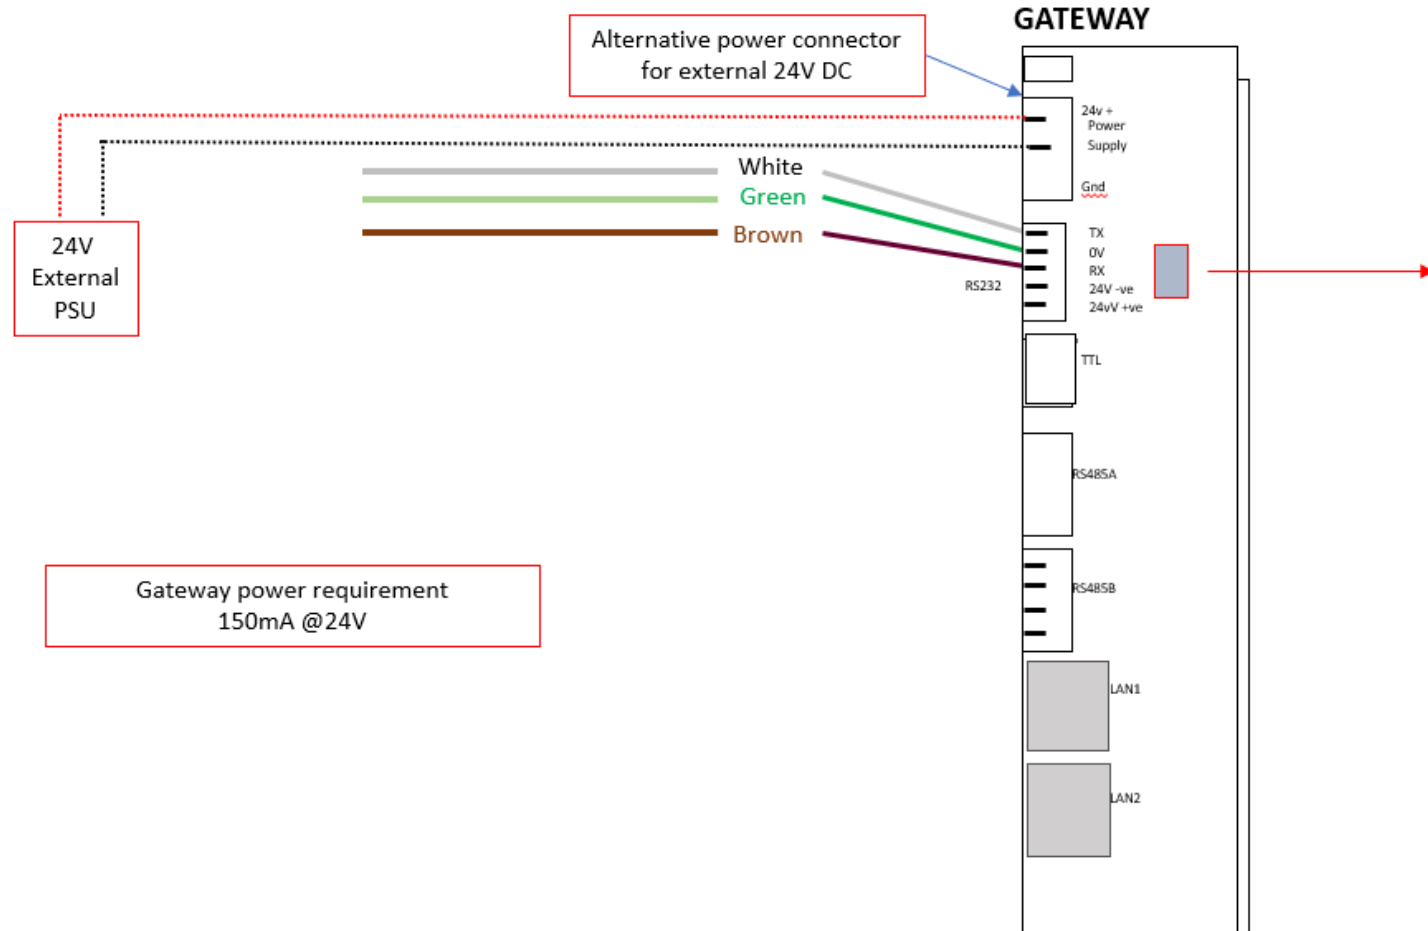 GATEWAY
Alternative power connector
for external 24V DC
24v +
Power
Supply
Gnd
White
Green
Brown
24V
External
PSU
TX
0V
RX
24V -ve
24vV +ve
RS232
TTL
RS485A
RS485B
Gateway power requirement
150mA @24V
LAN1
LAN2